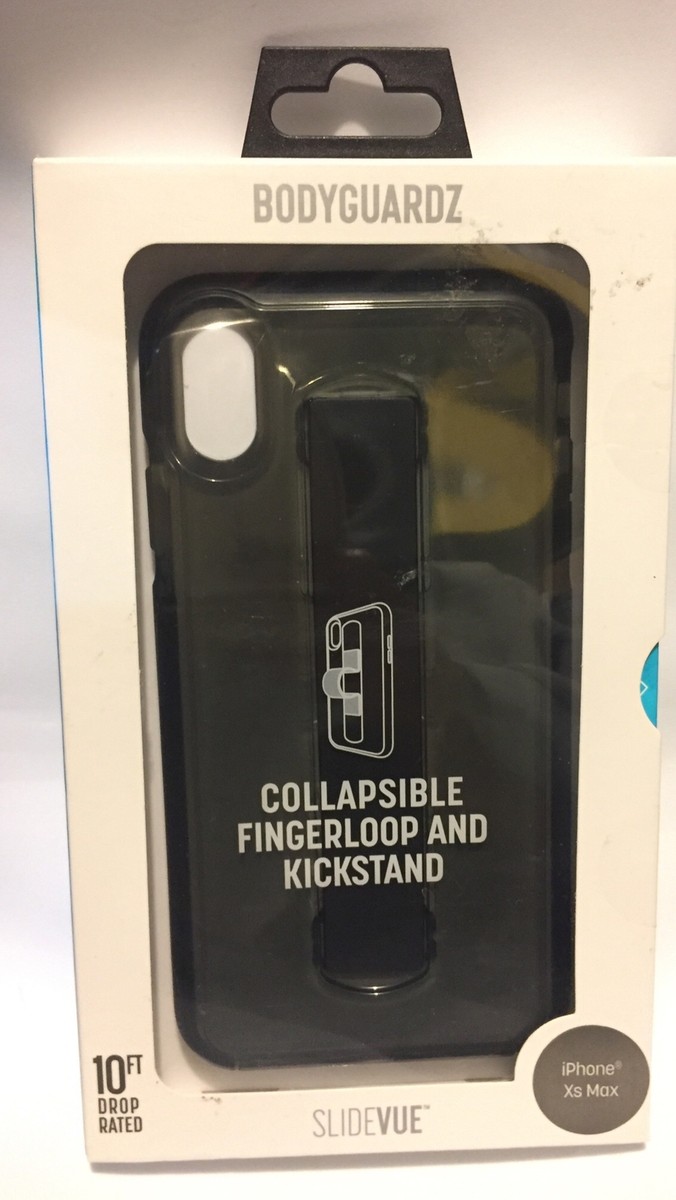 BODYGUARDZ
COLLAPSIBLE
FINGERLOOP AND
KICKSTAND
10FT
DROP
RATED
SLIDEVUE™
iPhone®
Xs Max